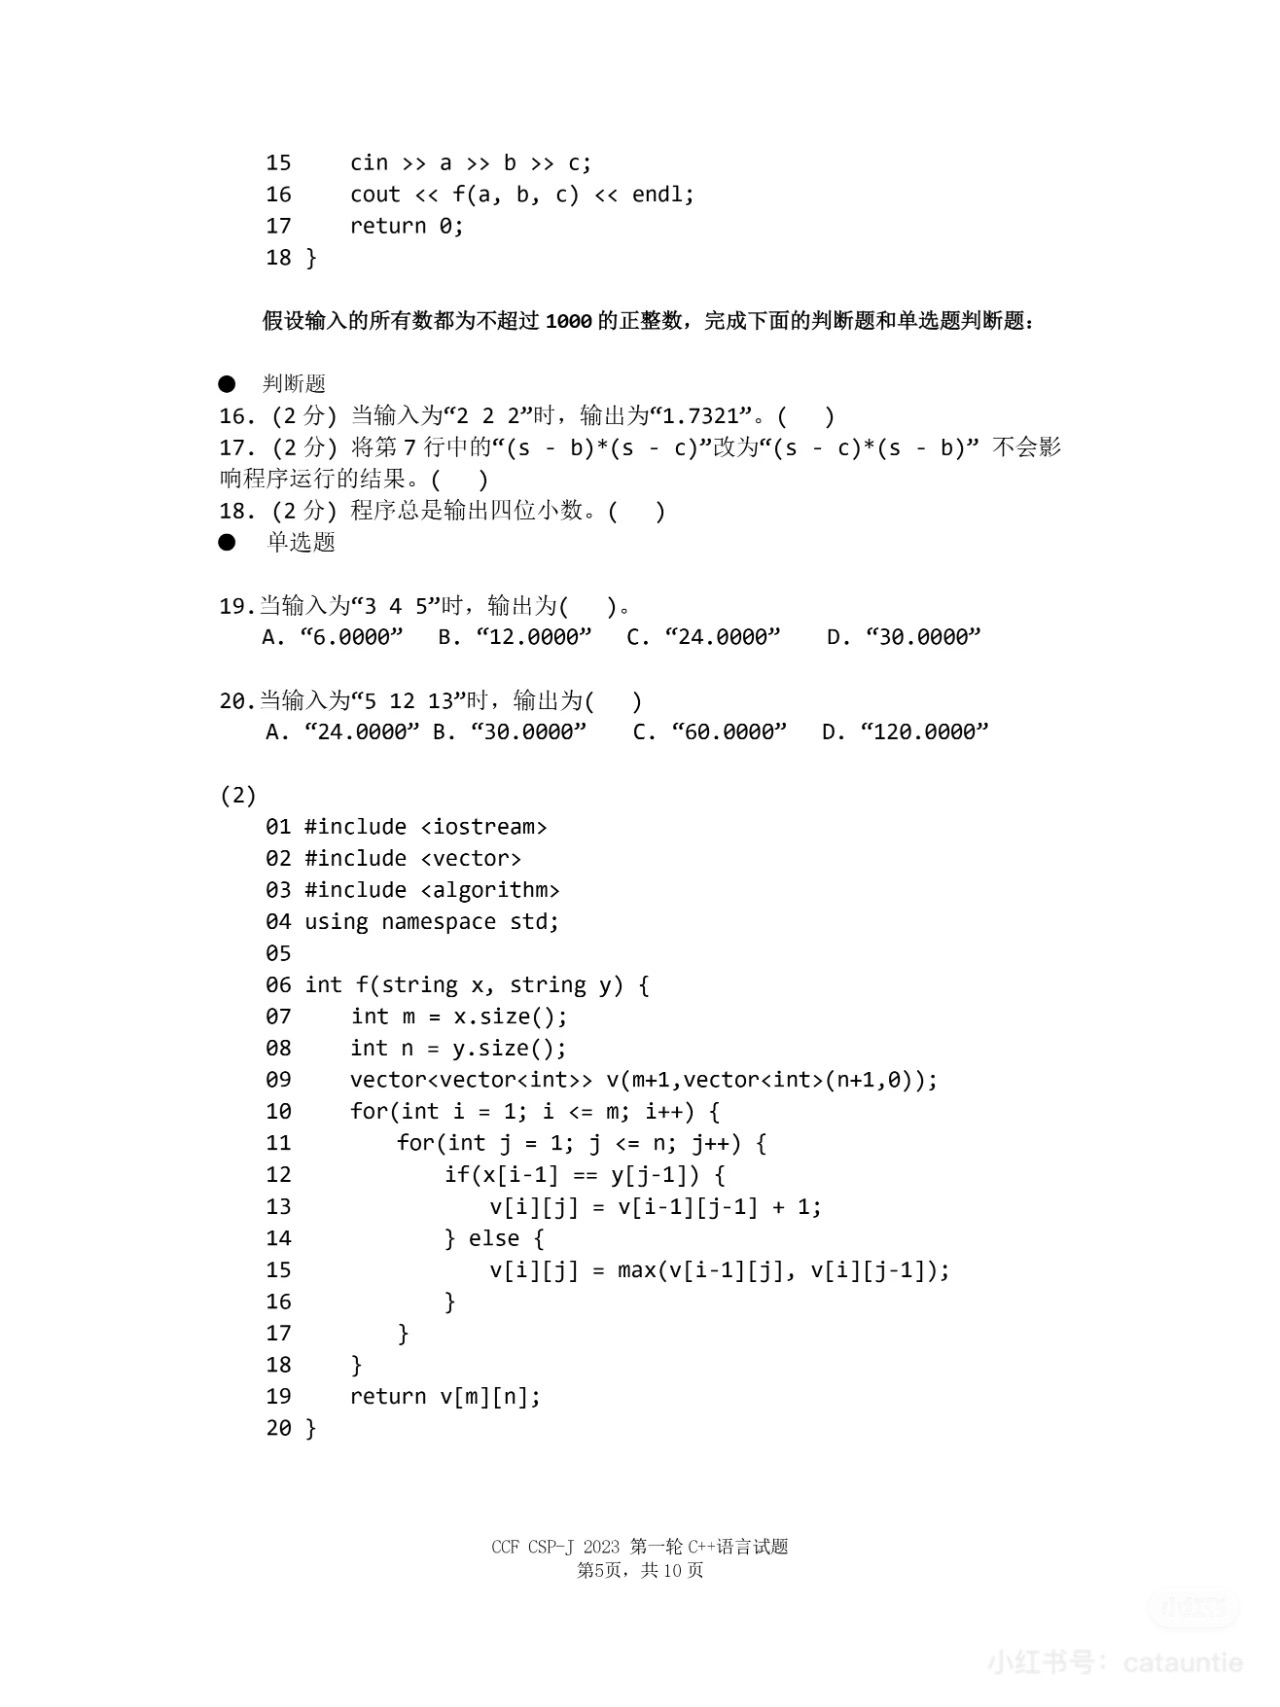 15 cin >> a >> b >> c;
16 cout << f(a, b, c) << endl;
17 return 0;
18 }
假设输入的所有数都为不超过 1000 的正整数，完成下面的判断题和单选题判断题：
● 判断题
16. (2 分) 当输入为“2 2 2”时，输出为“1.7321”。( )
17. (2 分) 将第 7 行中的“(s - b)*(s - c)”改为“(s - c)*(s - b)” 不会影
响程序运行的结果。( )
18. (2 分) 程序总是输出四位小数。( )
● 单选题
19.当输入为“3 4 5”时，输出为( )。
A. “6.0000” B. “12.0000” C. “24.0000” D. “30.0000”
20.当输入为“5 12 13”时，输出为( )
A. “24.0000” B. “30.0000” C. “60.0000” D. “120.0000”
(2)
01 #include <iostream>
02 #include <vector>
03 #include <algorithm>
04 using namespace std;
05
06 int f(string x, string y) {
07 int m = x.size();
08 int n = y.size();
09 vector<vector<int>> v(m+1,vector<int>(n+1,0));
10 for(int i = 1; i <= m; i++) {
11 for(int j = 1; j <= n; j++) {
12 if(x[i-1] == y[j-1]) {
13 v[i][j] = v[i-1][j-1] + 1;
14 } else {
15 v[i][j] = max(v[i-1][j], v[i][j-1]);
16 }
17 }
18 }
19 return v[m][n];
20 }
CCF CSP-J 2023 第一轮 C++语言试题
第5页，共 10 页
小红书
小红书号：catauntie